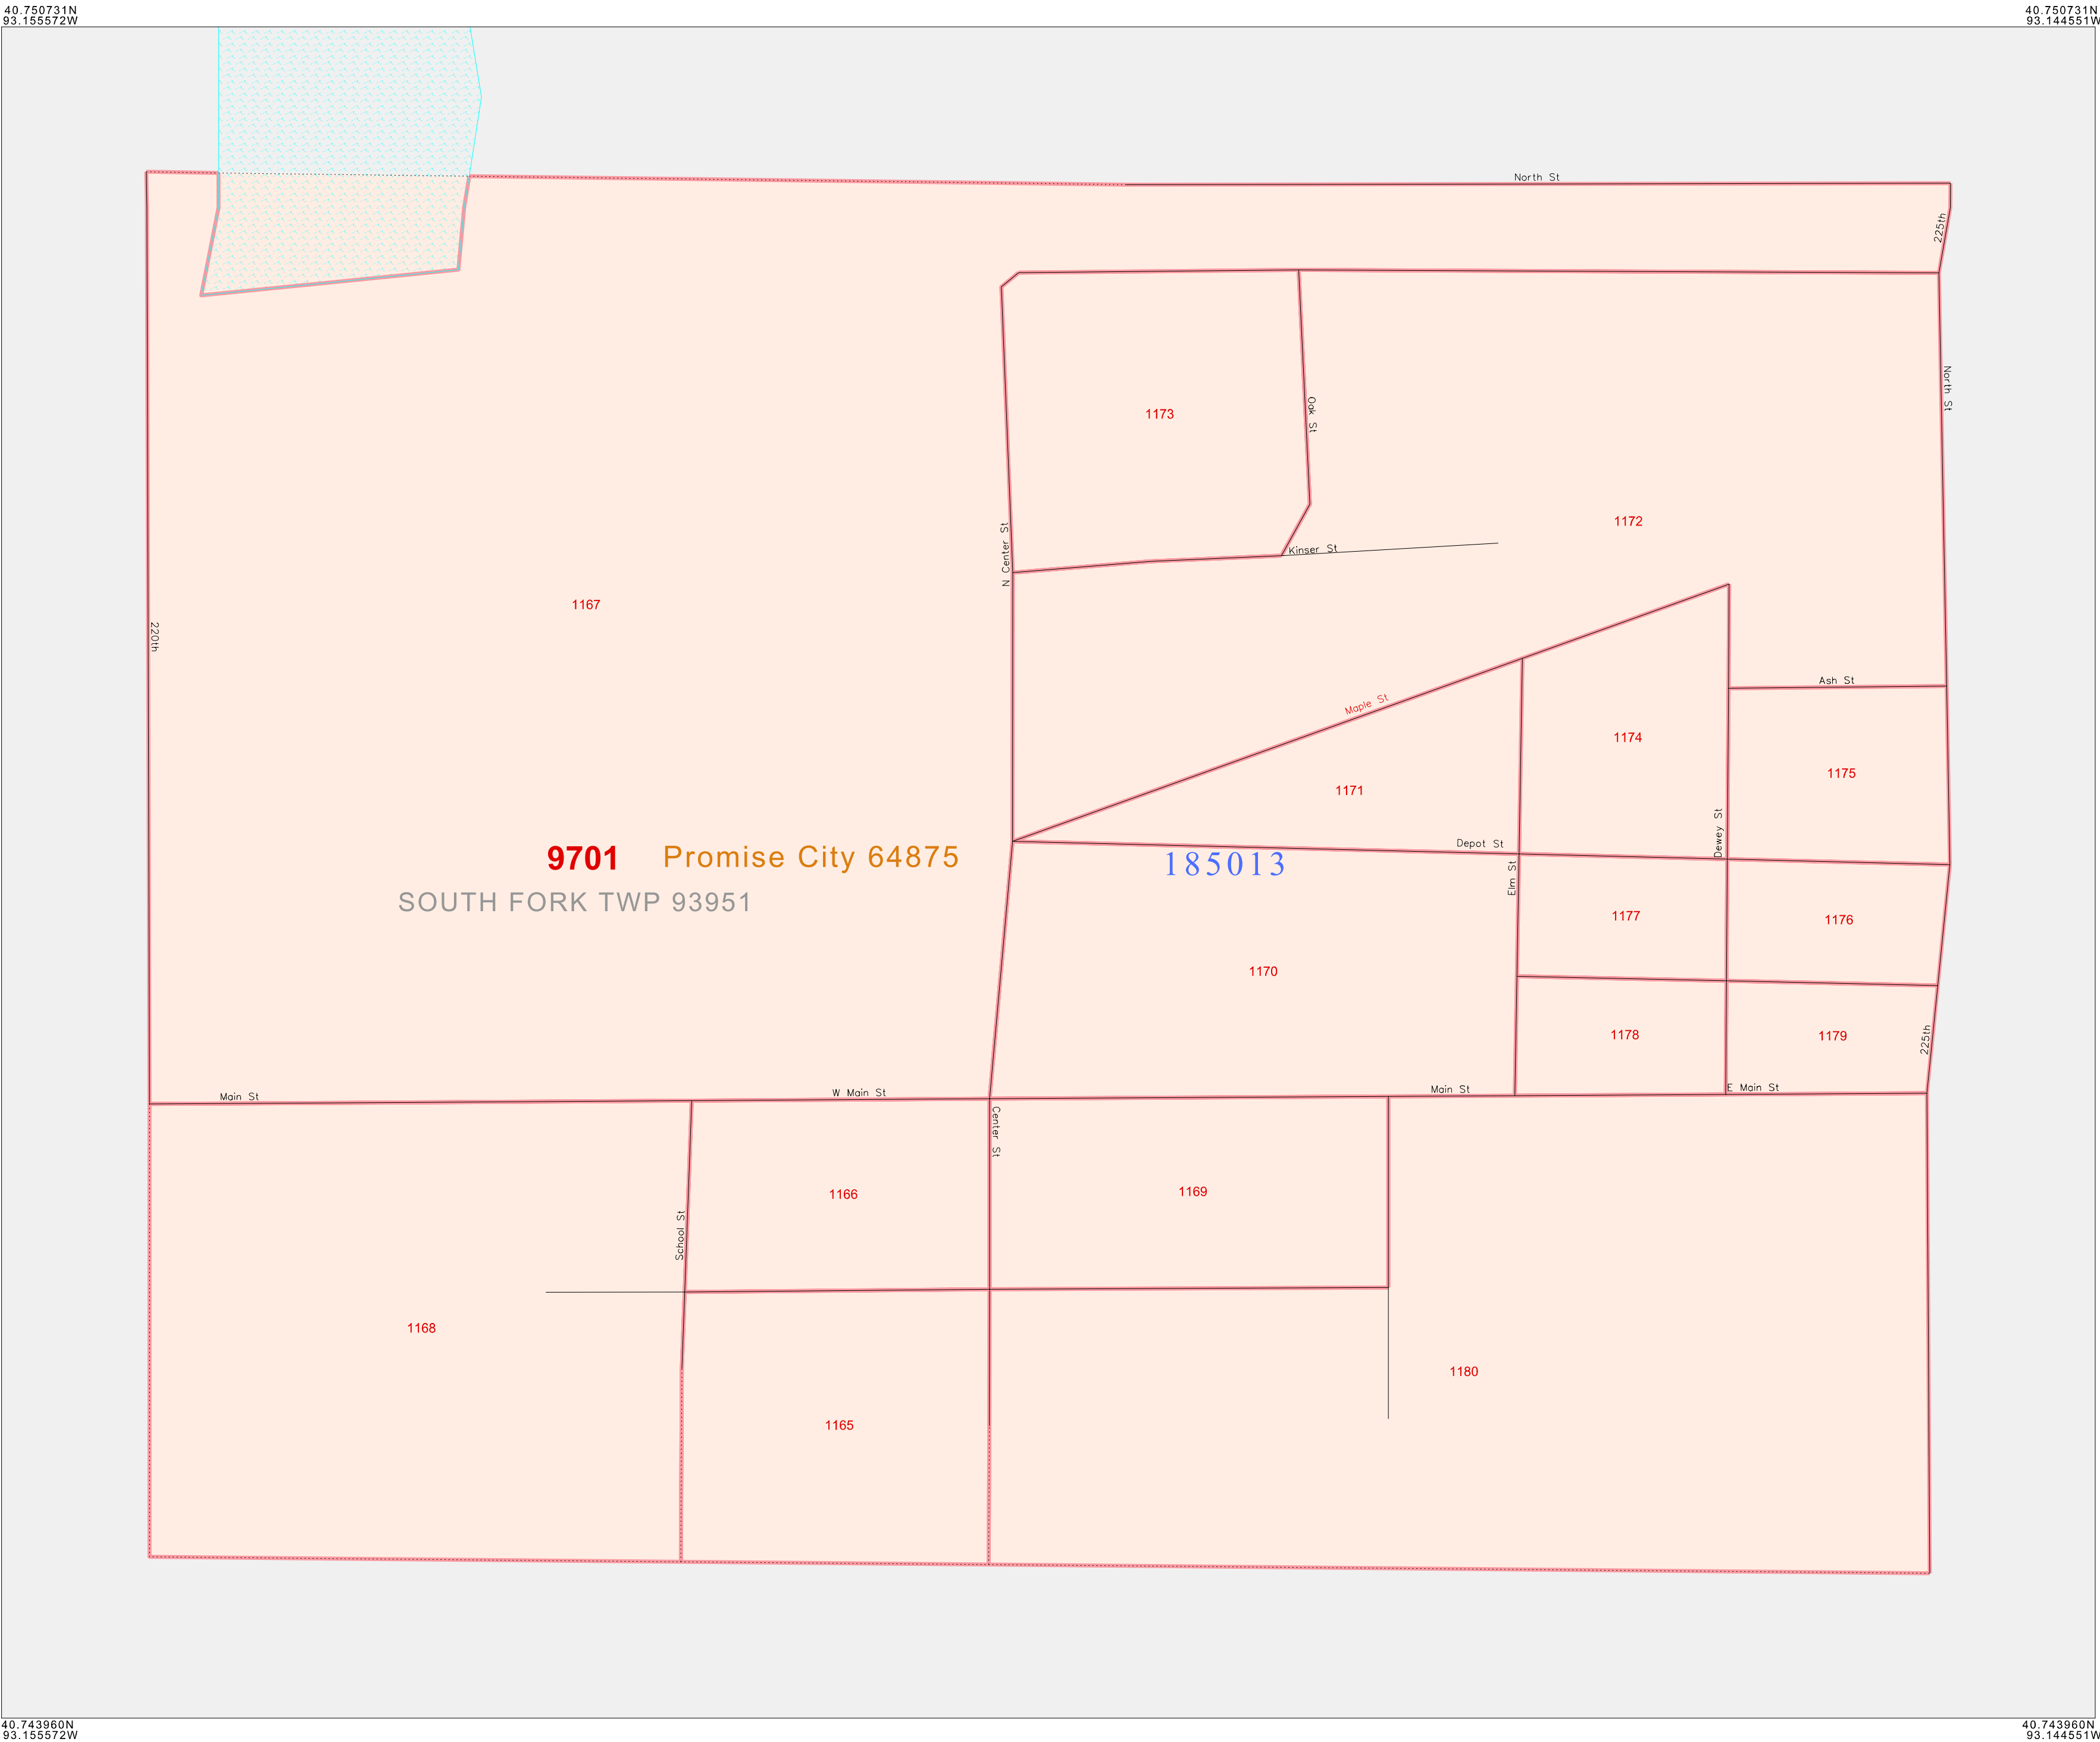 40.750731N
93.155572W
40.750731N
93.144551W
North St
225th
North St
Oak St
1173
1172
N Center St
Kinser St
1167
220th
Ash St
Maple St
1174
1175
1171
Dewey St
Depot St
9701
Promise City 64875
185013
Elm St
SOUTH FORK TWP 93951
1177
1176
1170
1178
1179
225th
Main St
W Main St
Main St
E Main St
Center St
1166
1169
School St
1168
1180
1165
40.743960N
93.155572W
40.743960N
93.144551W